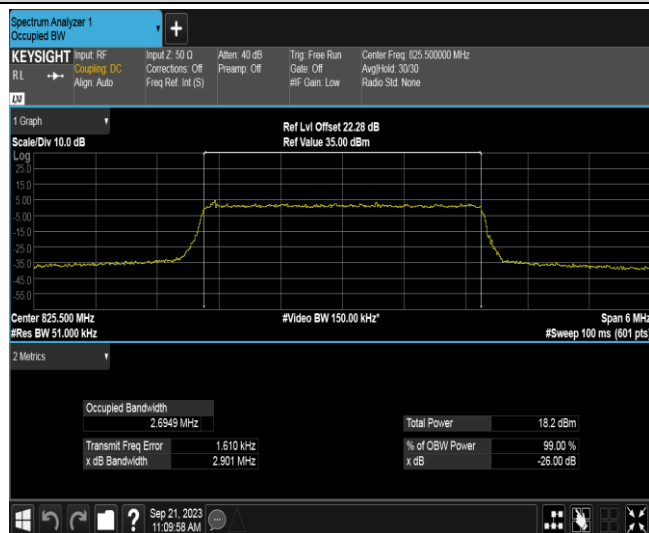 Spectrum Analyzer 1
Occupied BW
+
KEYSIGHT
RL
LXI
Input: RF
Coupling: DC
Align: Auto
Input Z: 50 Ω
Corrections: Off
Freq Ref: Int (S)
Atten: 40 dB
Preamp: Off
Trig: Free Run
Gate: Off
#IF Gain: Low
Center Freq: 825.500000 MHz
Avg|Hold: 30/30
Radio Std: None
1 Graph
Scale/Div 10.0 dB
Ref Lvl Offset 22.28 dB
Ref Value 35.00 dBm
Log
25.0
15.0
5.00
-5.00
-15.0
-25.0
-35.0
-45.0
-55.0
Center 825.500 MHz
#Res BW 51.000 kHz
#Video BW 150.00 kHz*
Span 6 MHz
#Sweep 100 ms (601 pts)
2 Metrics
Occupied Bandwidth
2.6949 MHz
Transmit Freq Error 1.610 kHz
x dB Bandwidth 2.901 MHz
Total Power 18.2 dBm
% of OBW Power 99.00 %
x dB -26.00 dB
?
Sep 21, 2023
11:09:58 AM